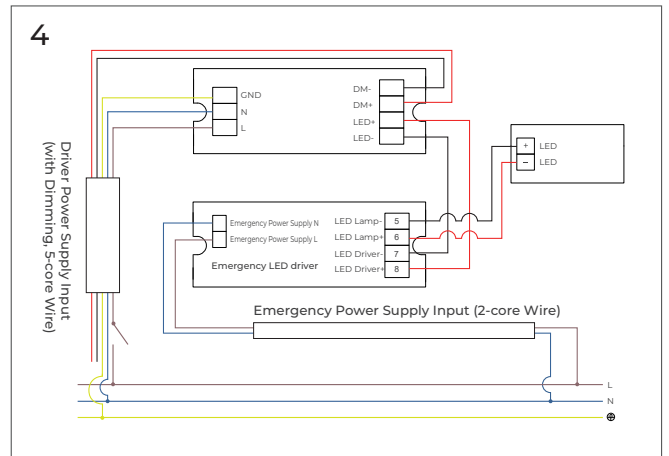 4
GND
N
L
DM-
DM+
LED+
LED-
+ LED
− LED
Driver Power Supply Input
(with Dimming, 5-core Wire)
Emergency Power Supply N
Emergency Power Supply L
Emergency LED driver
LED Lamp- 5
LED Lamp+ 6
LED Driver- 7
LED Driver+ 8
Emergency Power Supply Input (2-core Wire)
L
N